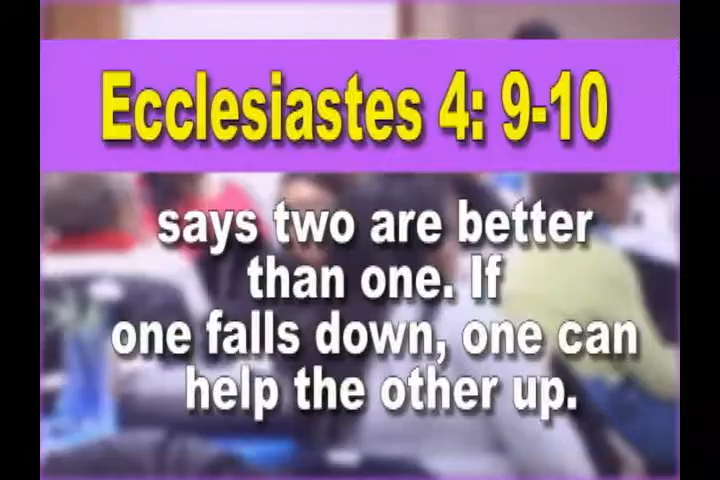 Ecclesiastes 4: 9-10
says two are better
than one. If
one falls down, one can
help the other up.